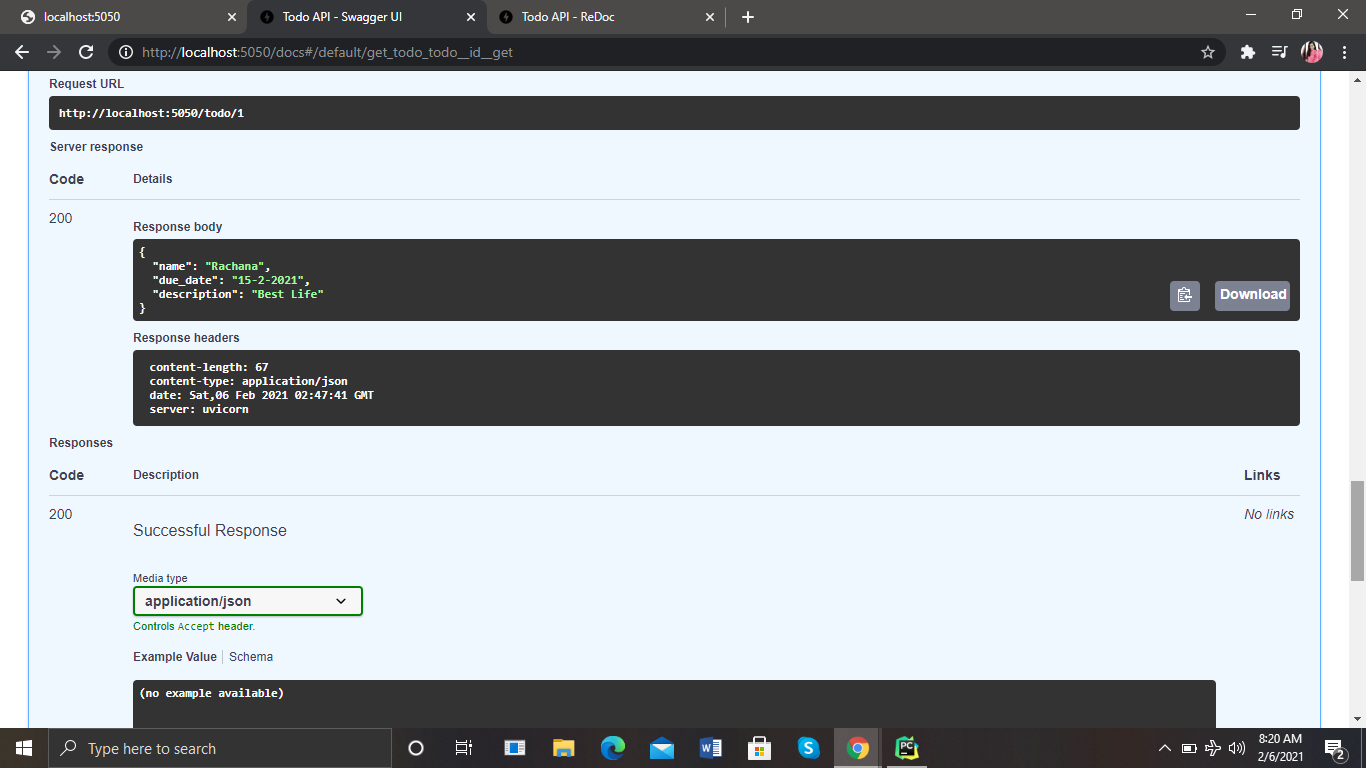 localhost:5050
Todo API - Swagger UI
Todo API - ReDoc
http://localhost:5050/docs#/default/get_todo_todo__id__get
Request URL
http://localhost:5050/todo/1
Server response
Code Details
200
Response body
{
"name": "Rachana",
"due_date": "15-2-2021",
"description": "Best Life"
}
Download
Response headers
content-length: 67
content-type: application/json
date: Sat,06 Feb 2021 02:47:41 GMT
server: uvicorn
Responses
Code Description Links
200
Successful Response
No links
Media type
application/json
Controls Accept header.
Example Value Schema
(no example available)
Type here to search
W
S
PC
8:20 AM
2/6/2021
2